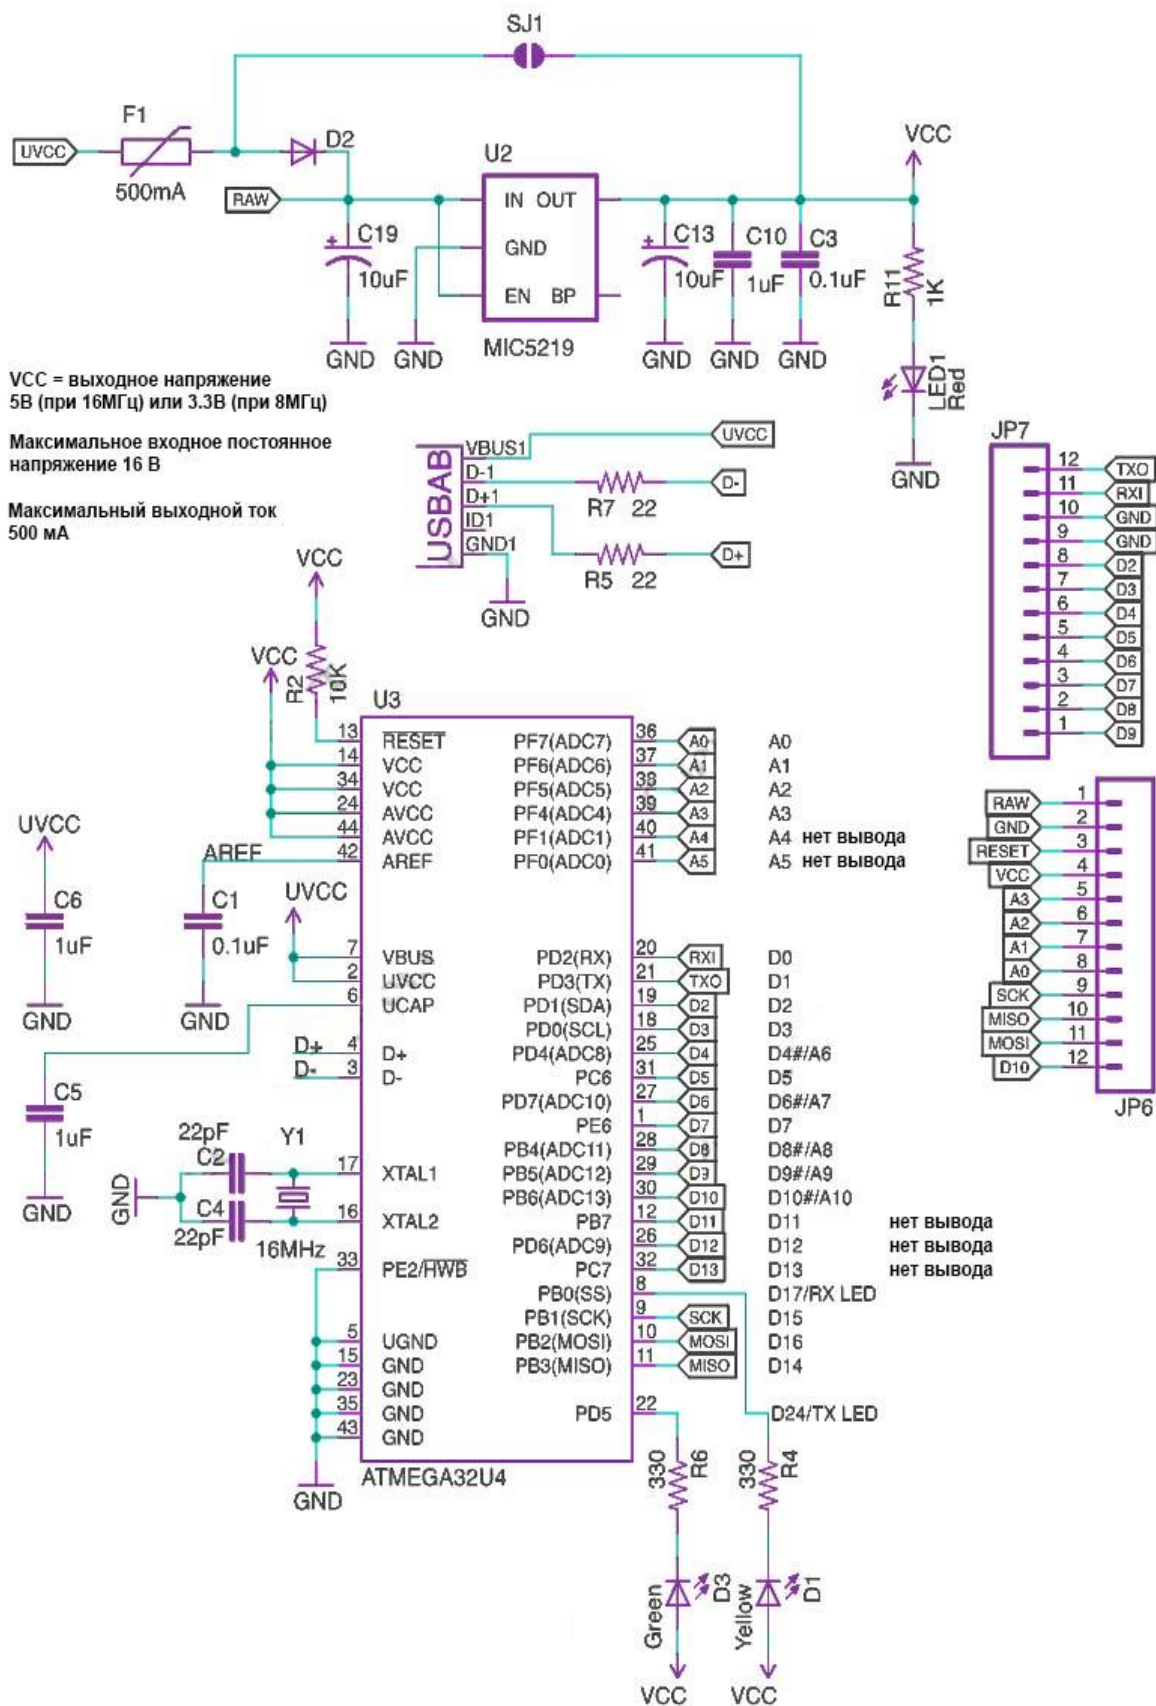 SJ1
F1
UVCC
500mA
D2
RAW
C19
10uF
GND
GND
U2
IN OUT
GND
EN BP
MIC5219
C13
10uF
GND
C10
1uF
GND
C3
0.1uF
GND
VCC
R11
1K
LED1
Red
GND
VCC = выходное напряжение
5В (при 16МГц) или 3.3В (при 8МГц)
Максимальное входное постоянное
напряжение 16 В
Максимальный выходной ток
500 мА
USBAB
VBUS1
D-1
D+1
ID1
GND1
UVCC
R7 22
D-
R5 22
D+
GND
JP7
12 TXO
11 RXI
10 GND
9 GND
8 D2
7 D3
6 D4
5 D5
4 D6
3 D7
2 D8
1 D9
RAW 1
GND 2
RESET 3
VCC 4
A3 5
A2 6
A1 7
A0 8
SCK 9
MISO 10
MOSI 11
D10 12
JP6
VCC
R2
10K
VCC
U3
13 RESET PF7(ADC7) 36 A0 A0
14 VCC PF6(ADC6) 37 A1 A1
34 VCC PF5(ADC5) 38 A2 A2
24 AVCC PF4(ADC4) 39 A3 A3
44 AVCC PF1(ADC1) 40 A4 A4 нет вывода
AREF 42 AREF PF0(ADC0) 41 A5 A5 нет вывода
UVCC
C6
1uF
GND
C1
0.1uF
GND
UVCC
7 VBUS PD2(RX) 20 RXI D0
2 UVCC PD3(TX) 21 TXO D1
6 UCAP PD1(SDA) 19 D2 D2
PD0(SCL) 18 D3 D3
D+ 4 D+ PD4(ADC8) 25 D4 D4#/A6
D- 3 D- PC6 31 D5 D5
PD7(ADC10) 27 D6 D6#/A7
PE6 1 D7 D7
PB4(ADC11) 28 D8 D8#/A8
17 XTAL1 PB5(ADC12) 29 D9 D9#/A9
PB6(ADC13) 30 D10 D10#/A10
16 XTAL2 PB7 12 D11 D11 нет вывода
PD6(ADC9) 26 D12 D12 нет вывода
33 PE2/HWB PC7 32 D13 D13 нет вывода
PB0(SS) 8 D17/RX LED
PB1(SCK) 9 SCK D15
5 UGND PB2(MOSI) 10 MOSI D16
15 GND PB3(MISO) 11 MISO D14
23 GND
35 GND PD5 22 D24/TX LED
43 GND
C5
1uF
GND
22pF
C2
Y1
GND
C4
22pF
16MHz
GND
ATMEGA32U4
330
R6
330
R4
Green
D3
Yellow
D1
VCC
VCC